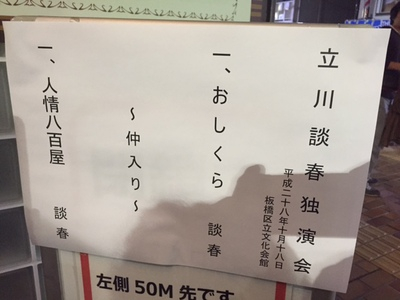 立川談春独演会
平成二十八年十月十八日
板橋区立文化会館
一、おしくら 談春
〜仲入り〜
一、人情八百屋 談春
左側 50M 先です